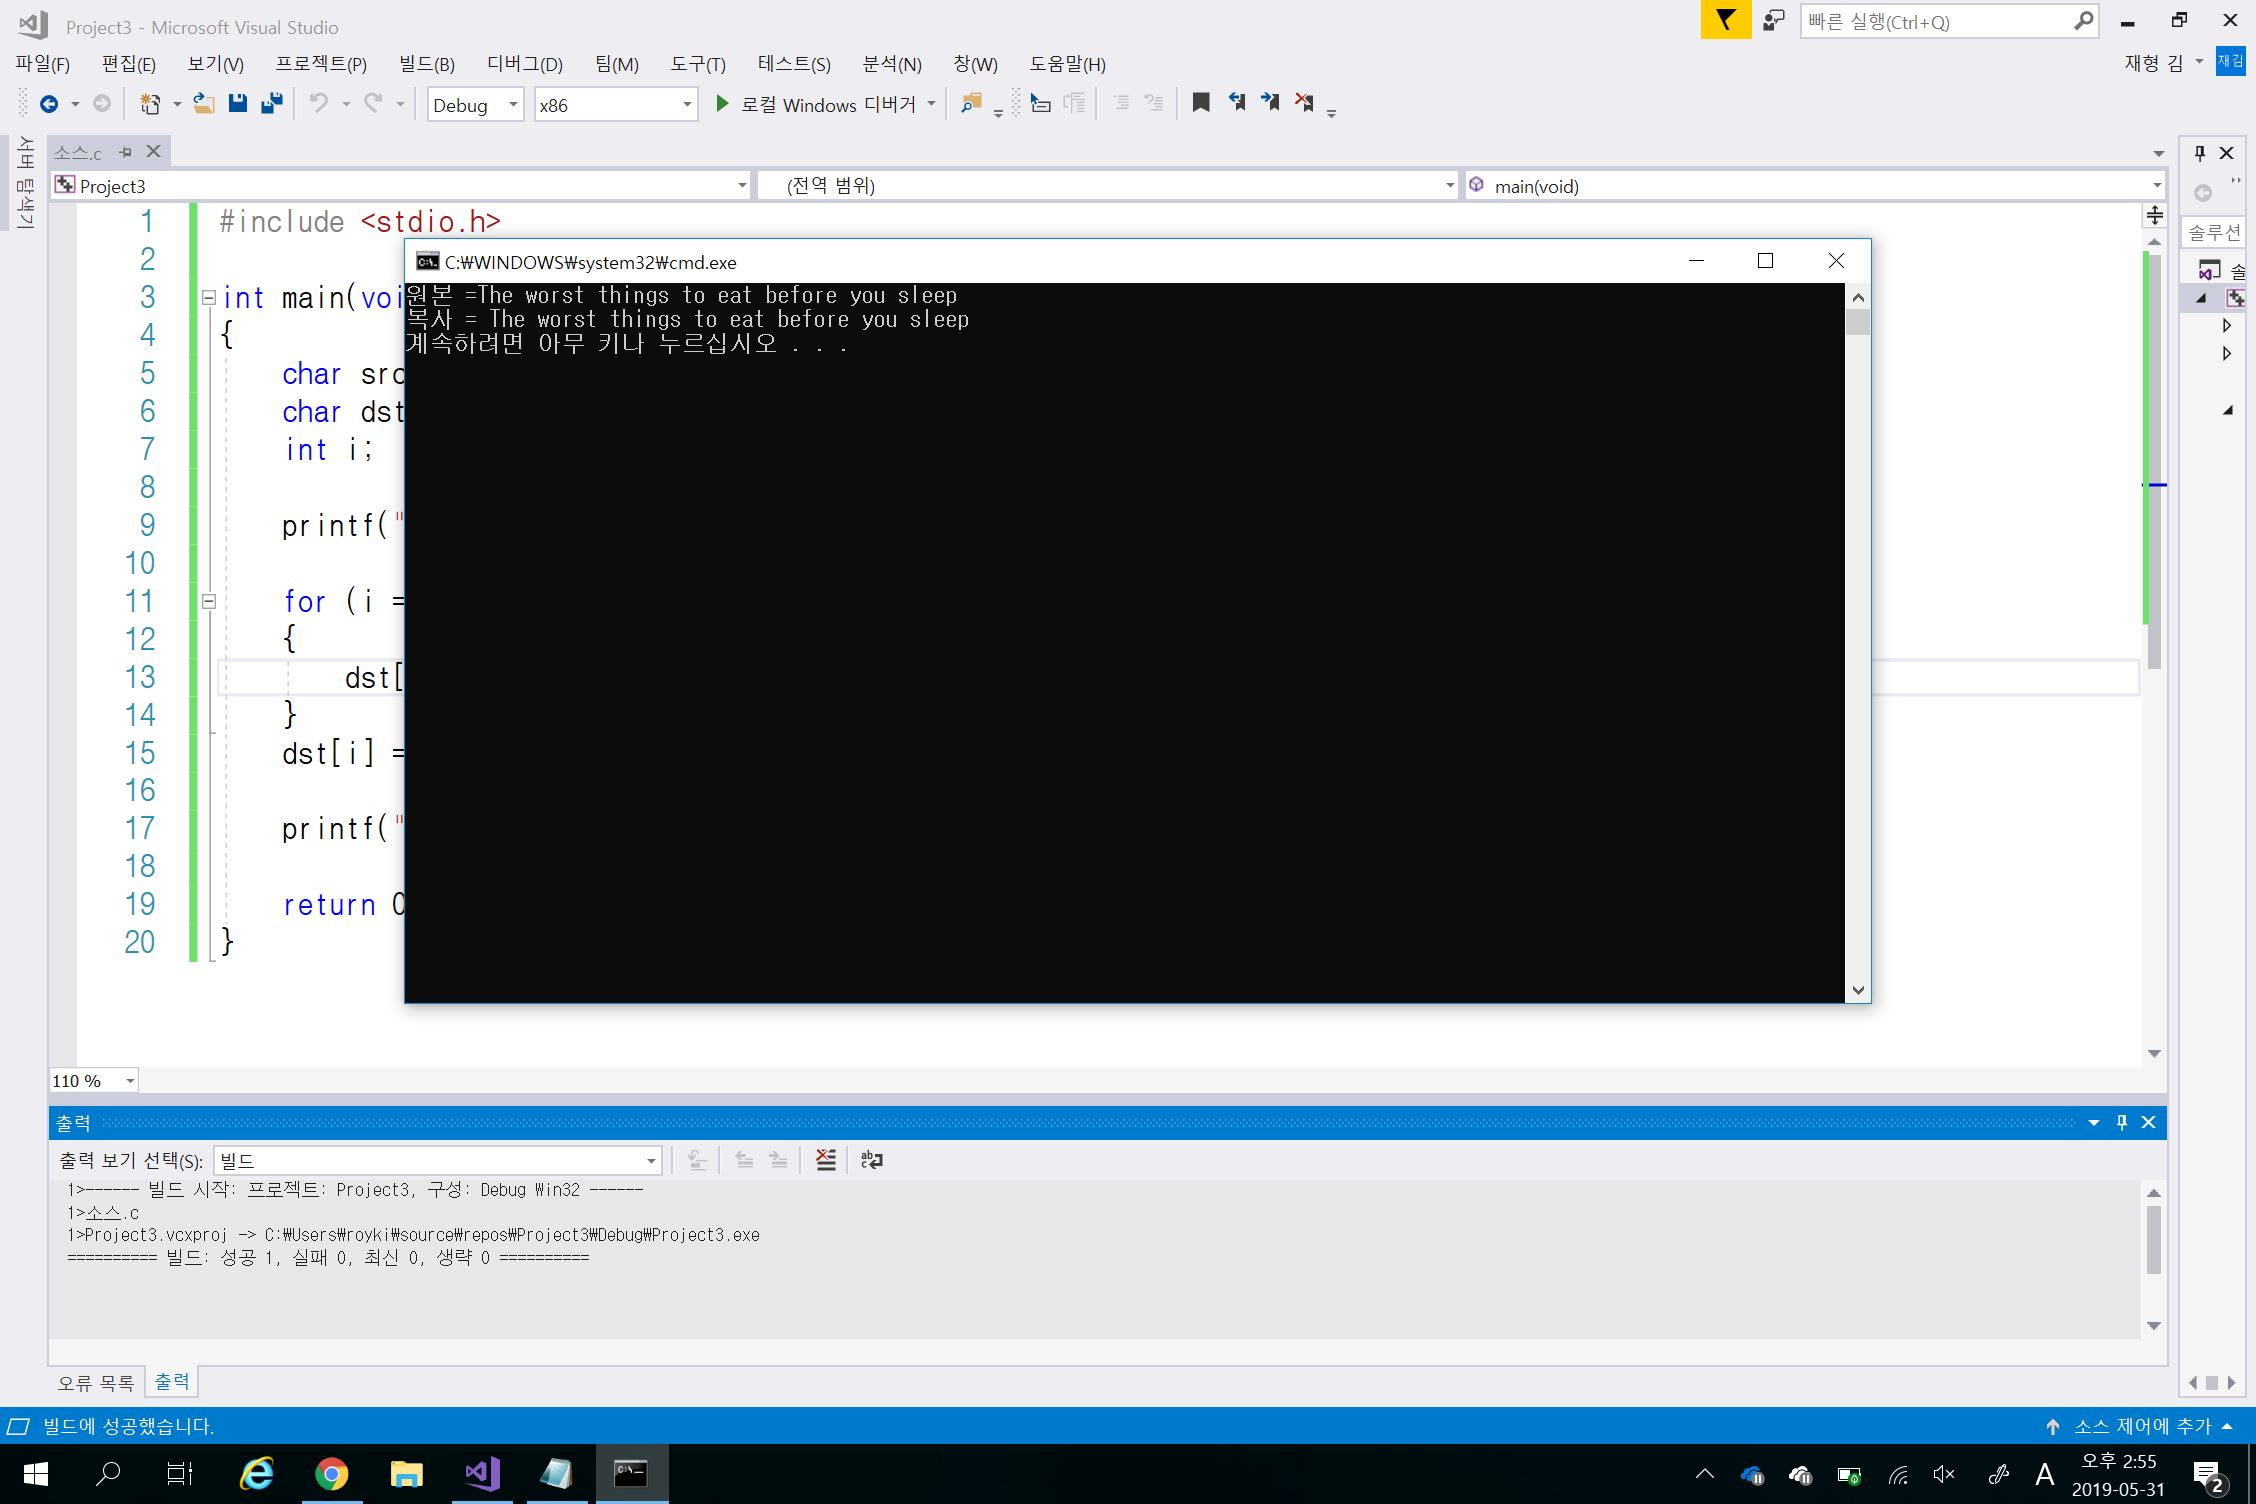 Project3 - Microsoft Visual Studio
빠른 실행(Ctrl+Q)
파일(F) 편집(E) 보기(V) 프로젝트(P) 빌드(B) 디버그(D) 팀(M) 도구(T) 테스트(S) 분석(N) 창(W) 도움말(H)
재형 김 재김
Debug x86 로컬 Windows 디버거
서버 탐색기
소스.c
Project3 (전역 범위) main(void)
솔루션
솔
1 #include <stdio.h>
2
3 int main(voi
4 {
5 char src
6 char dst
7 int i;
8
9 printf("
10
11 for (i =
12 {
13 dst[
14 }
15 dst[i] =
16
17 printf("
18
19 return 0
20 }
C:₩WINDOWS₩system32₩cmd.exe
원본 =The worst things to eat before you sleep
복사 = The worst things to eat before you sleep
계속하려면 아무 키나 누르십시오 . . .
110 %
출력
출력 보기 선택(S): 빌드
1>------ 빌드 시작: 프로젝트: Project3, 구성: Debug Win32 ------
1>소스.c
1>Project3.vcxproj -> C:₩Users₩royki₩source₩repos₩Project3₩Debug₩Project3.exe
========== 빌드: 성공 1, 실패 0, 최신 0, 생략 0 ==========
오류 목록 출력
빌드에 성공했습니다. 소스 제어에 추가
A 오후 2:55
2019-05-31
2